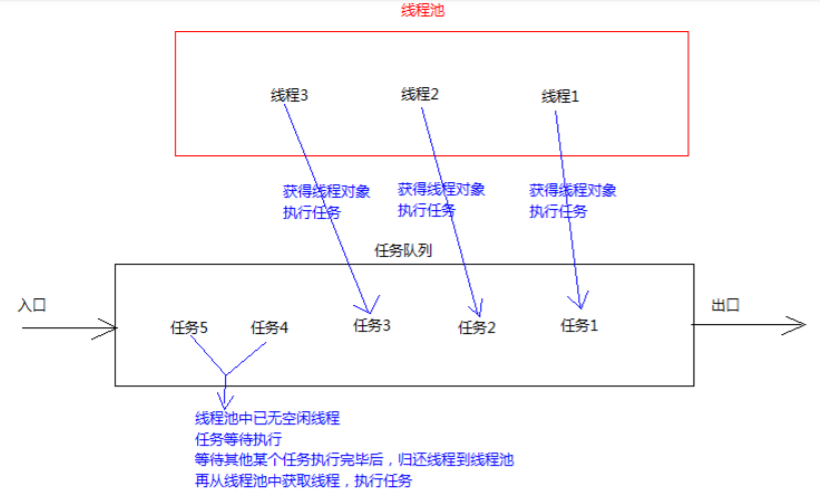 线程池
线程3
线程2
线程1
获得线程对象
执行任务
获得线程对象
执行任务
获得线程对象
执行任务
任务队列
入口
出口
任务5
任务4
任务3
任务2
任务1
线程池中已无空闲线程
任务等待执行
等待其他某个任务执行完毕后，归还线程到线程池
再从线程池中获取线程，执行任务